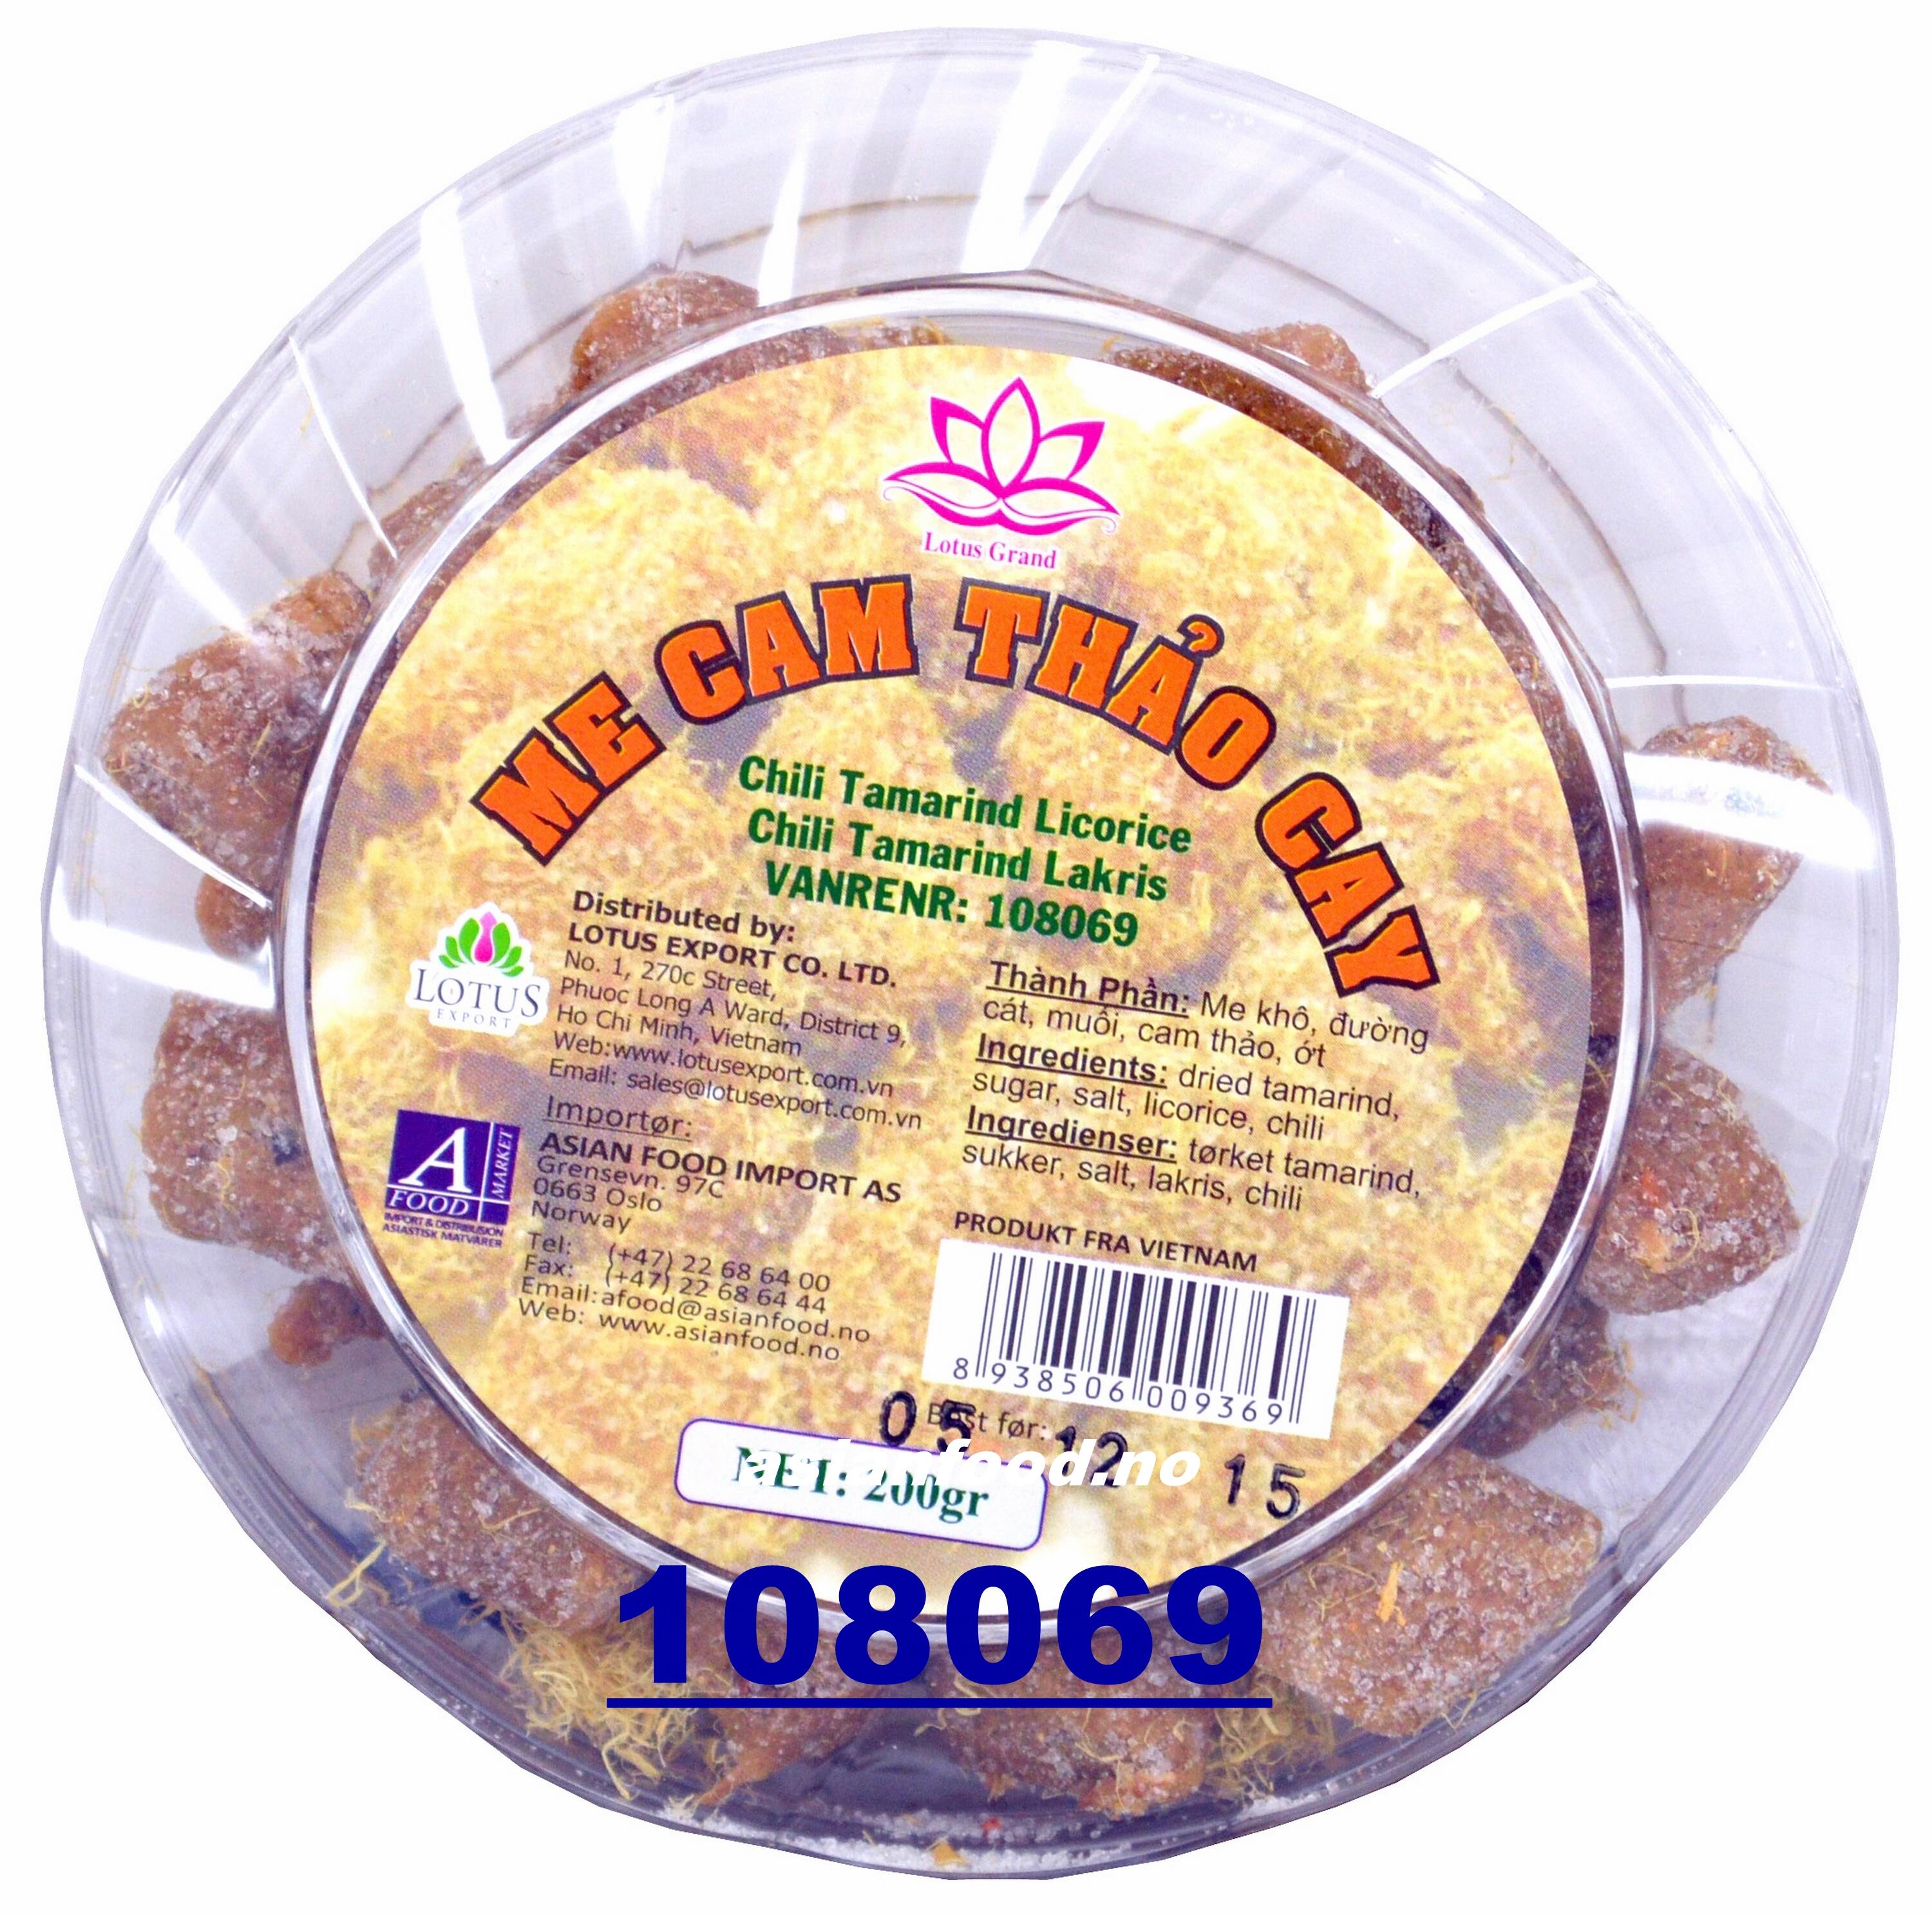 Lotus Grand
ME CAM THẢO CAY
Chili Tamarind Licorice
Chili Tamarind Lakris
VANRENR: 108069
Distributed by:
LOTUS EXPORT CO. LTD.
No. 1, 270c Street,
Phuoc Long A Ward, District 9,
Ho Chi Minh, Vietnam
Web:www.lotusexport.com.vn
Email: sales@lotusexport.com.vn
LOTUS
EXPORT
Importør:
ASIAN FOOD IMPORT AS
Grensevn. 97C
0663 Oslo
Norway
Tel: (+47) 22 68 64 00
Fax: (+47) 22 68 64 44
Email: afood@asianfood.no
Web: www.asianfood.no
A
FOOD
MARKET
IMPORT & DISTRIBUSION
ASIASTISK MATVARER
Thành Phần: Me khô, đường
cát, muối, cam thảo, ớt
Ingredients: dried tamarind,
sugar, salt, licorice, chili
Ingredienser: tørket tamarind,
sukker, salt, lakris, chili
PRODUKT FRA VIETNAM
8 938506 009369
Best før:
05 12 15
NET: 200gr
asianfood.no
108069